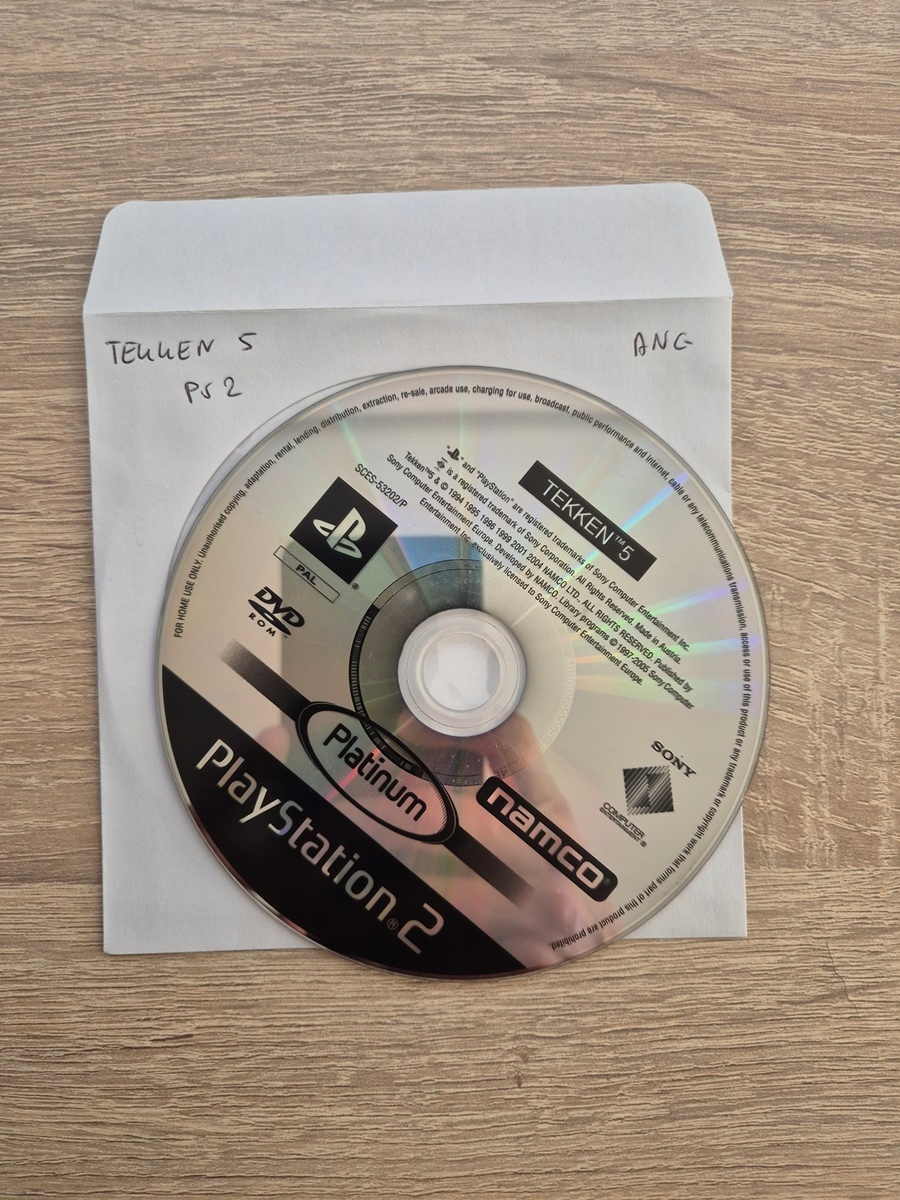 TEKKEN 5
ANG
PS 2
FOR HOME USE ONLY. Unauthorised copying, adaptation, rental, lending, distribution, extraction, re-sale, arcade use, charging for use, broadcast, public performance and internet, cable or any telecommunications transmission, access or use of this product or any trademark or copyright work that forms part of this product are prohibited.
TEKKEN™ 5
" " and "PlayStation" are registered trademarks of Sony Computer Entertainment Inc.
" " is a registered trademark of Sony Corporation. All Rights Reserved. Made in Austria.
Tekken™5 & © 1994 1995 1996 1999 2001 2004 NAMCO LTD., ALL RIGHTS RESERVED. Published by
Sony Computer Entertainment Europe. Developed by NAMCO. Library programs © 1997-2005 Sony Computer
Entertainment Inc. exclusively licensed to Sony Computer Entertainment Europe.
SCES-53202/P
PAL
®
DVD
ROM
Platinum
PlayStation®2
namco®
SONY
COMPUTER
ENTERTAINMENT®